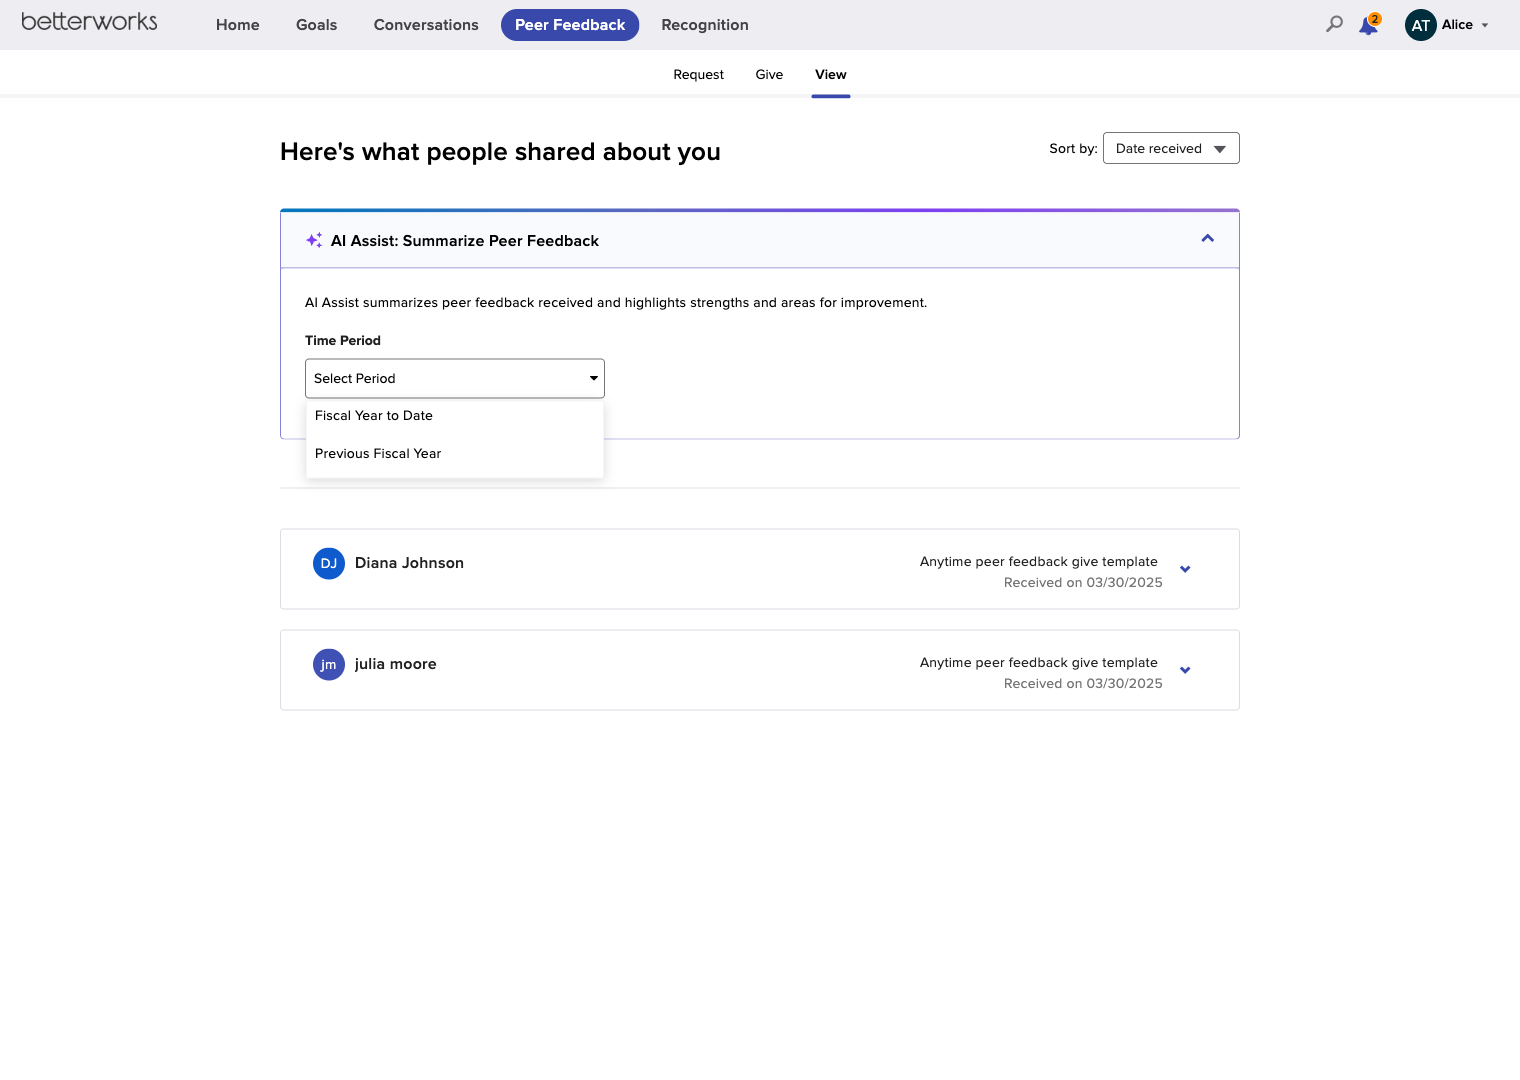 betterworks
Home Goals Conversations Peer Feedback Recognition
2
AT Alice
Request Give View
Here's what people shared about you
Sort by: Date received
AI Assist: Summarize Peer Feedback
AI Assist summarizes peer feedback received and highlights strengths and areas for improvement.
Time Period
Select Period
Fiscal Year to Date
Previous Fiscal Year
DJ Diana Johnson
Anytime peer feedback give template
Received on 03/30/2025
jm julia moore
Anytime peer feedback give template
Received on 03/30/2025